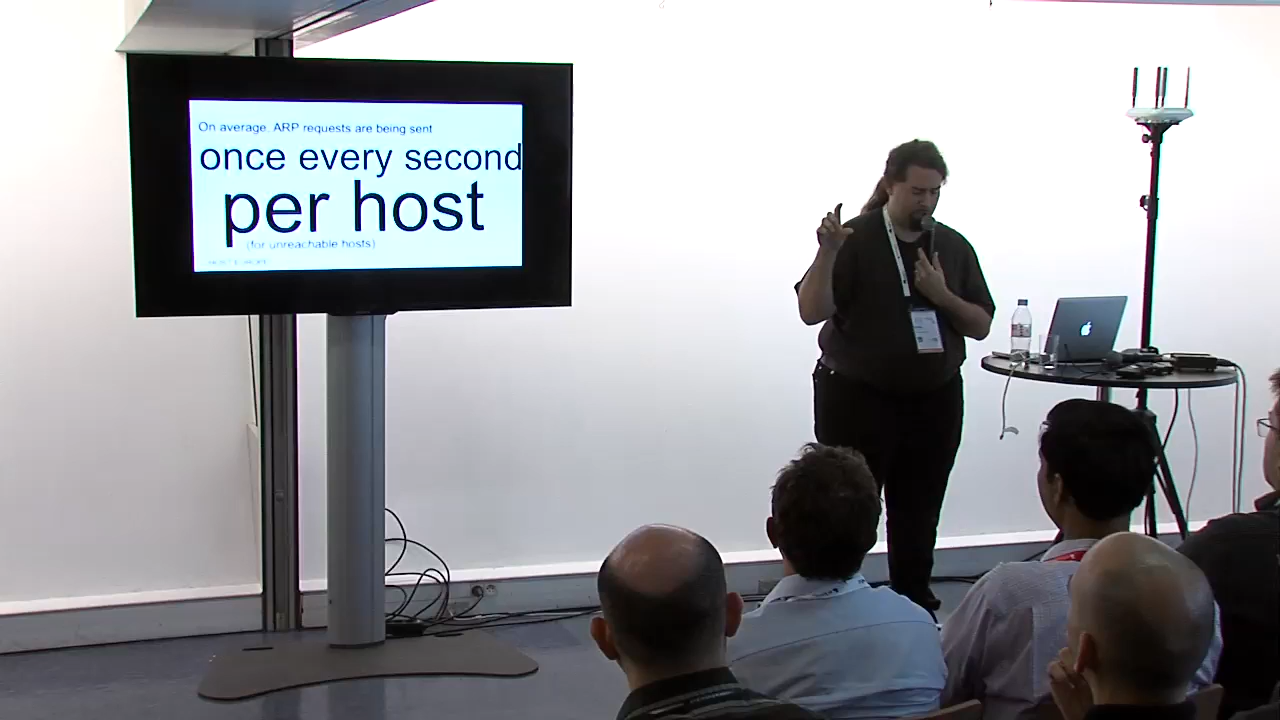 On average, ARP requests are being sent
once every second
per host
(for unreachable hosts)